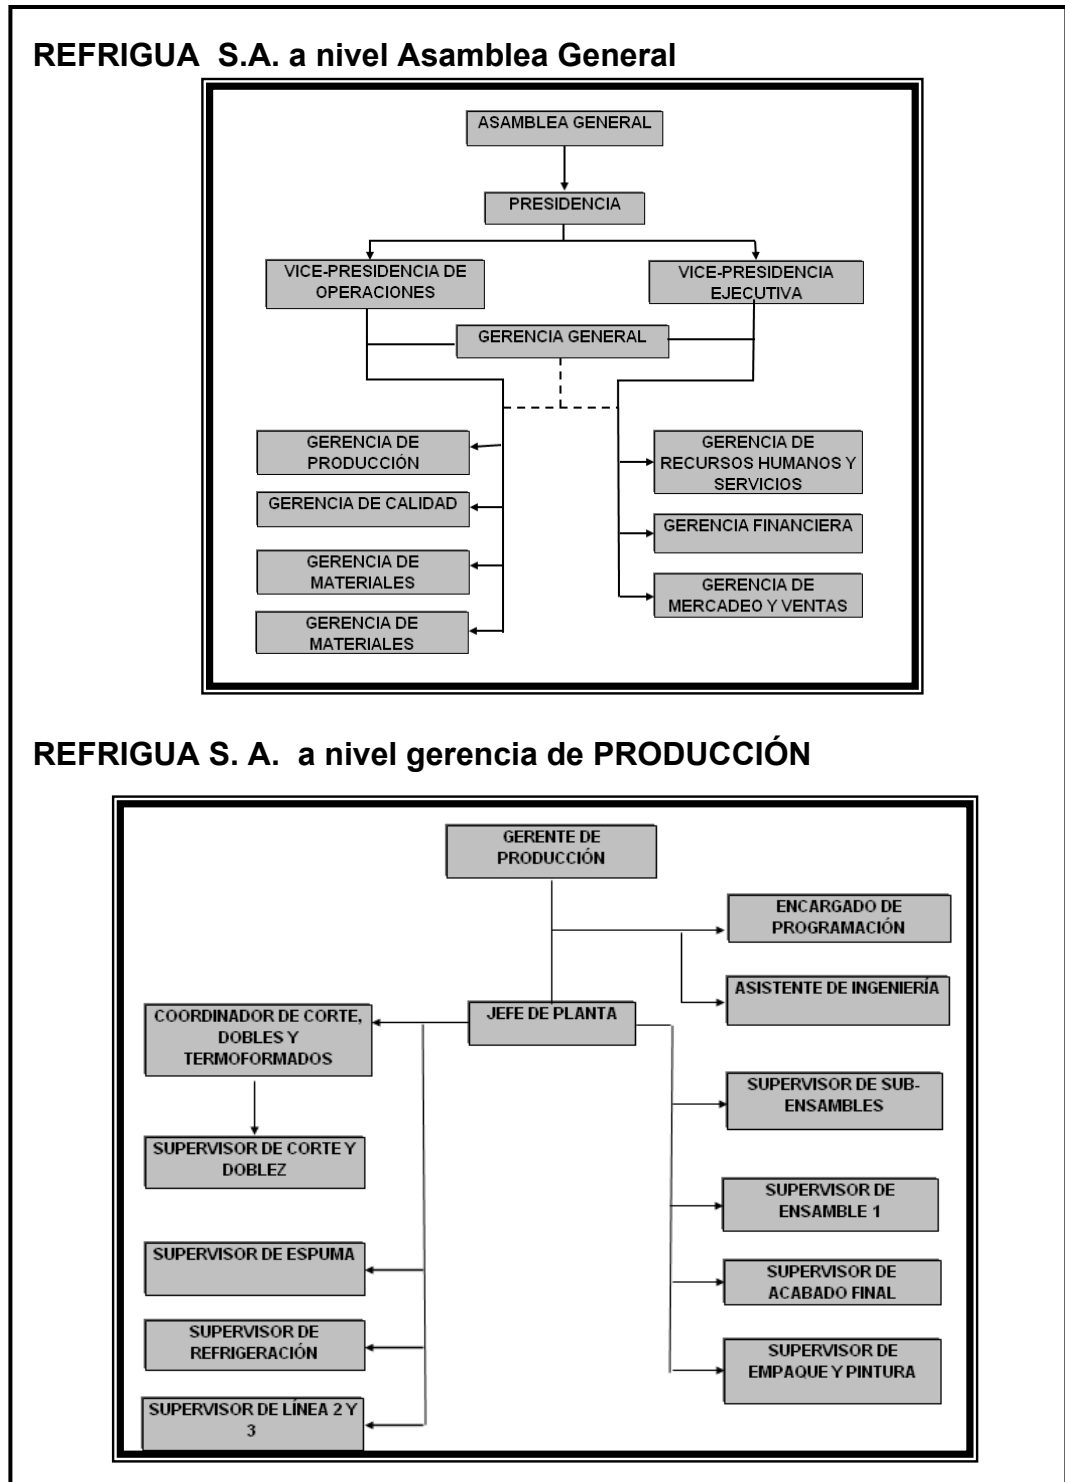 REFRIGUA S.A. a nivel Asamblea General
ASAMBLEA GENERAL
PRESIDENCIA
VICE-PRESIDENCIA DE
OPERACIONES
VICE-PRESIDENCIA
EJECUTIVA
GERENCIA GENERAL
GERENCIA DE
PRODUCCIÓN
GERENCIA DE CALIDAD
GERENCIA DE
MATERIALES
GERENCIA DE
MATERIALES
GERENCIA DE
RECURSOS HUMANOS Y
SERVICIOS
GERENCIA FINANCIERA
GERENCIA DE
MERCADEO Y VENTAS
REFRIGUA S. A. a nivel gerencia de PRODUCCIÓN
GERENTE DE
PRODUCCIÓN
ENCARGADO DE
PROGRAMACIÓN
ASISTENTE DE INGENIERÍA
JEFE DE PLANTA
COORDINADOR DE CORTE,
DOBLES Y
TERMOFORMADOS
SUPERVISOR DE CORTE Y
DOBLEZ
SUPERVISOR DE ESPUMA
SUPERVISOR DE
REFRIGERACIÓN
SUPERVISOR DE LÍNEA 2 Y
3
SUPERVISOR DE SUB-
ENSAMBLES
SUPERVISOR DE
ENSAMBLE 1
SUPERVISOR DE
ACABADO FINAL
SUPERVISOR DE
EMPAQUE Y PINTURA